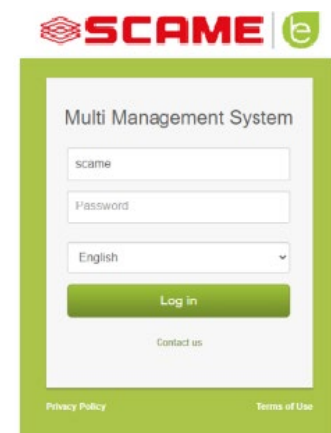 SCAME e
Multi Management System
scame
Password
English
Log in
Contact us
Privacy Policy Terms of Use